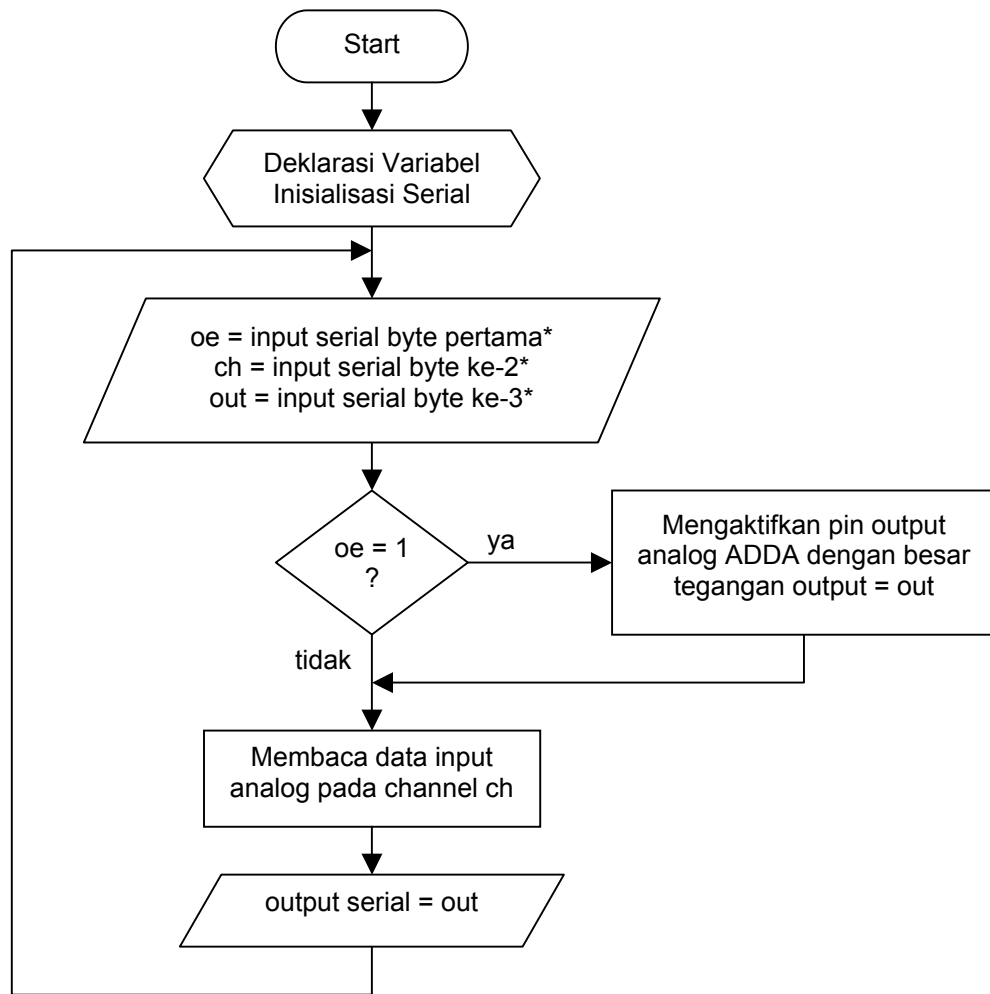 Start
Deklarasi Variabel
Inisialisasi Serial
oe = input serial byte pertama*
ch = input serial byte ke-2*
out = input serial byte ke-3*
oe = 1
?
ya
Mengaktifkan pin output
analog ADDA dengan besar
tegangan output = out
tidak
Membaca data input
analog pada channel ch
output serial = out